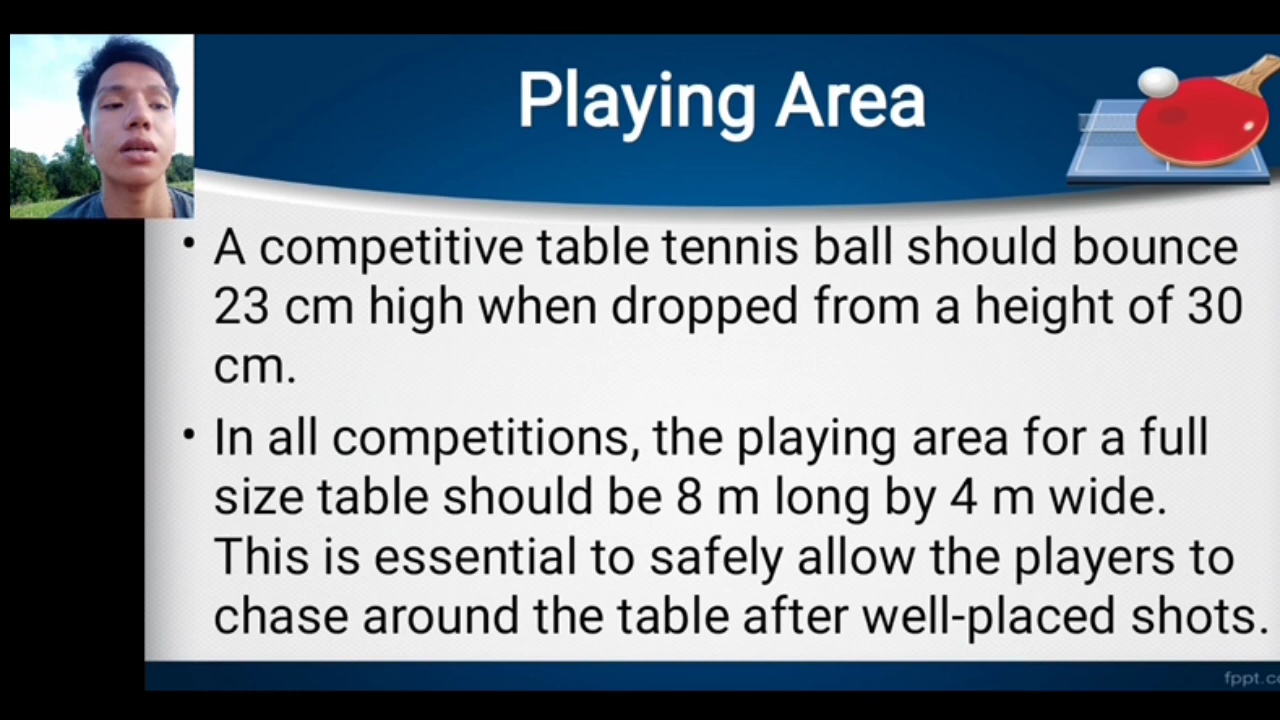 Playing Area
• A competitive table tennis ball should bounce
23 cm high when dropped from a height of 30
cm.
• In all competitions, the playing area for a full
size table should be 8 m long by 4 m wide.
This is essential to safely allow the players to
chase around the table after well-placed shots.